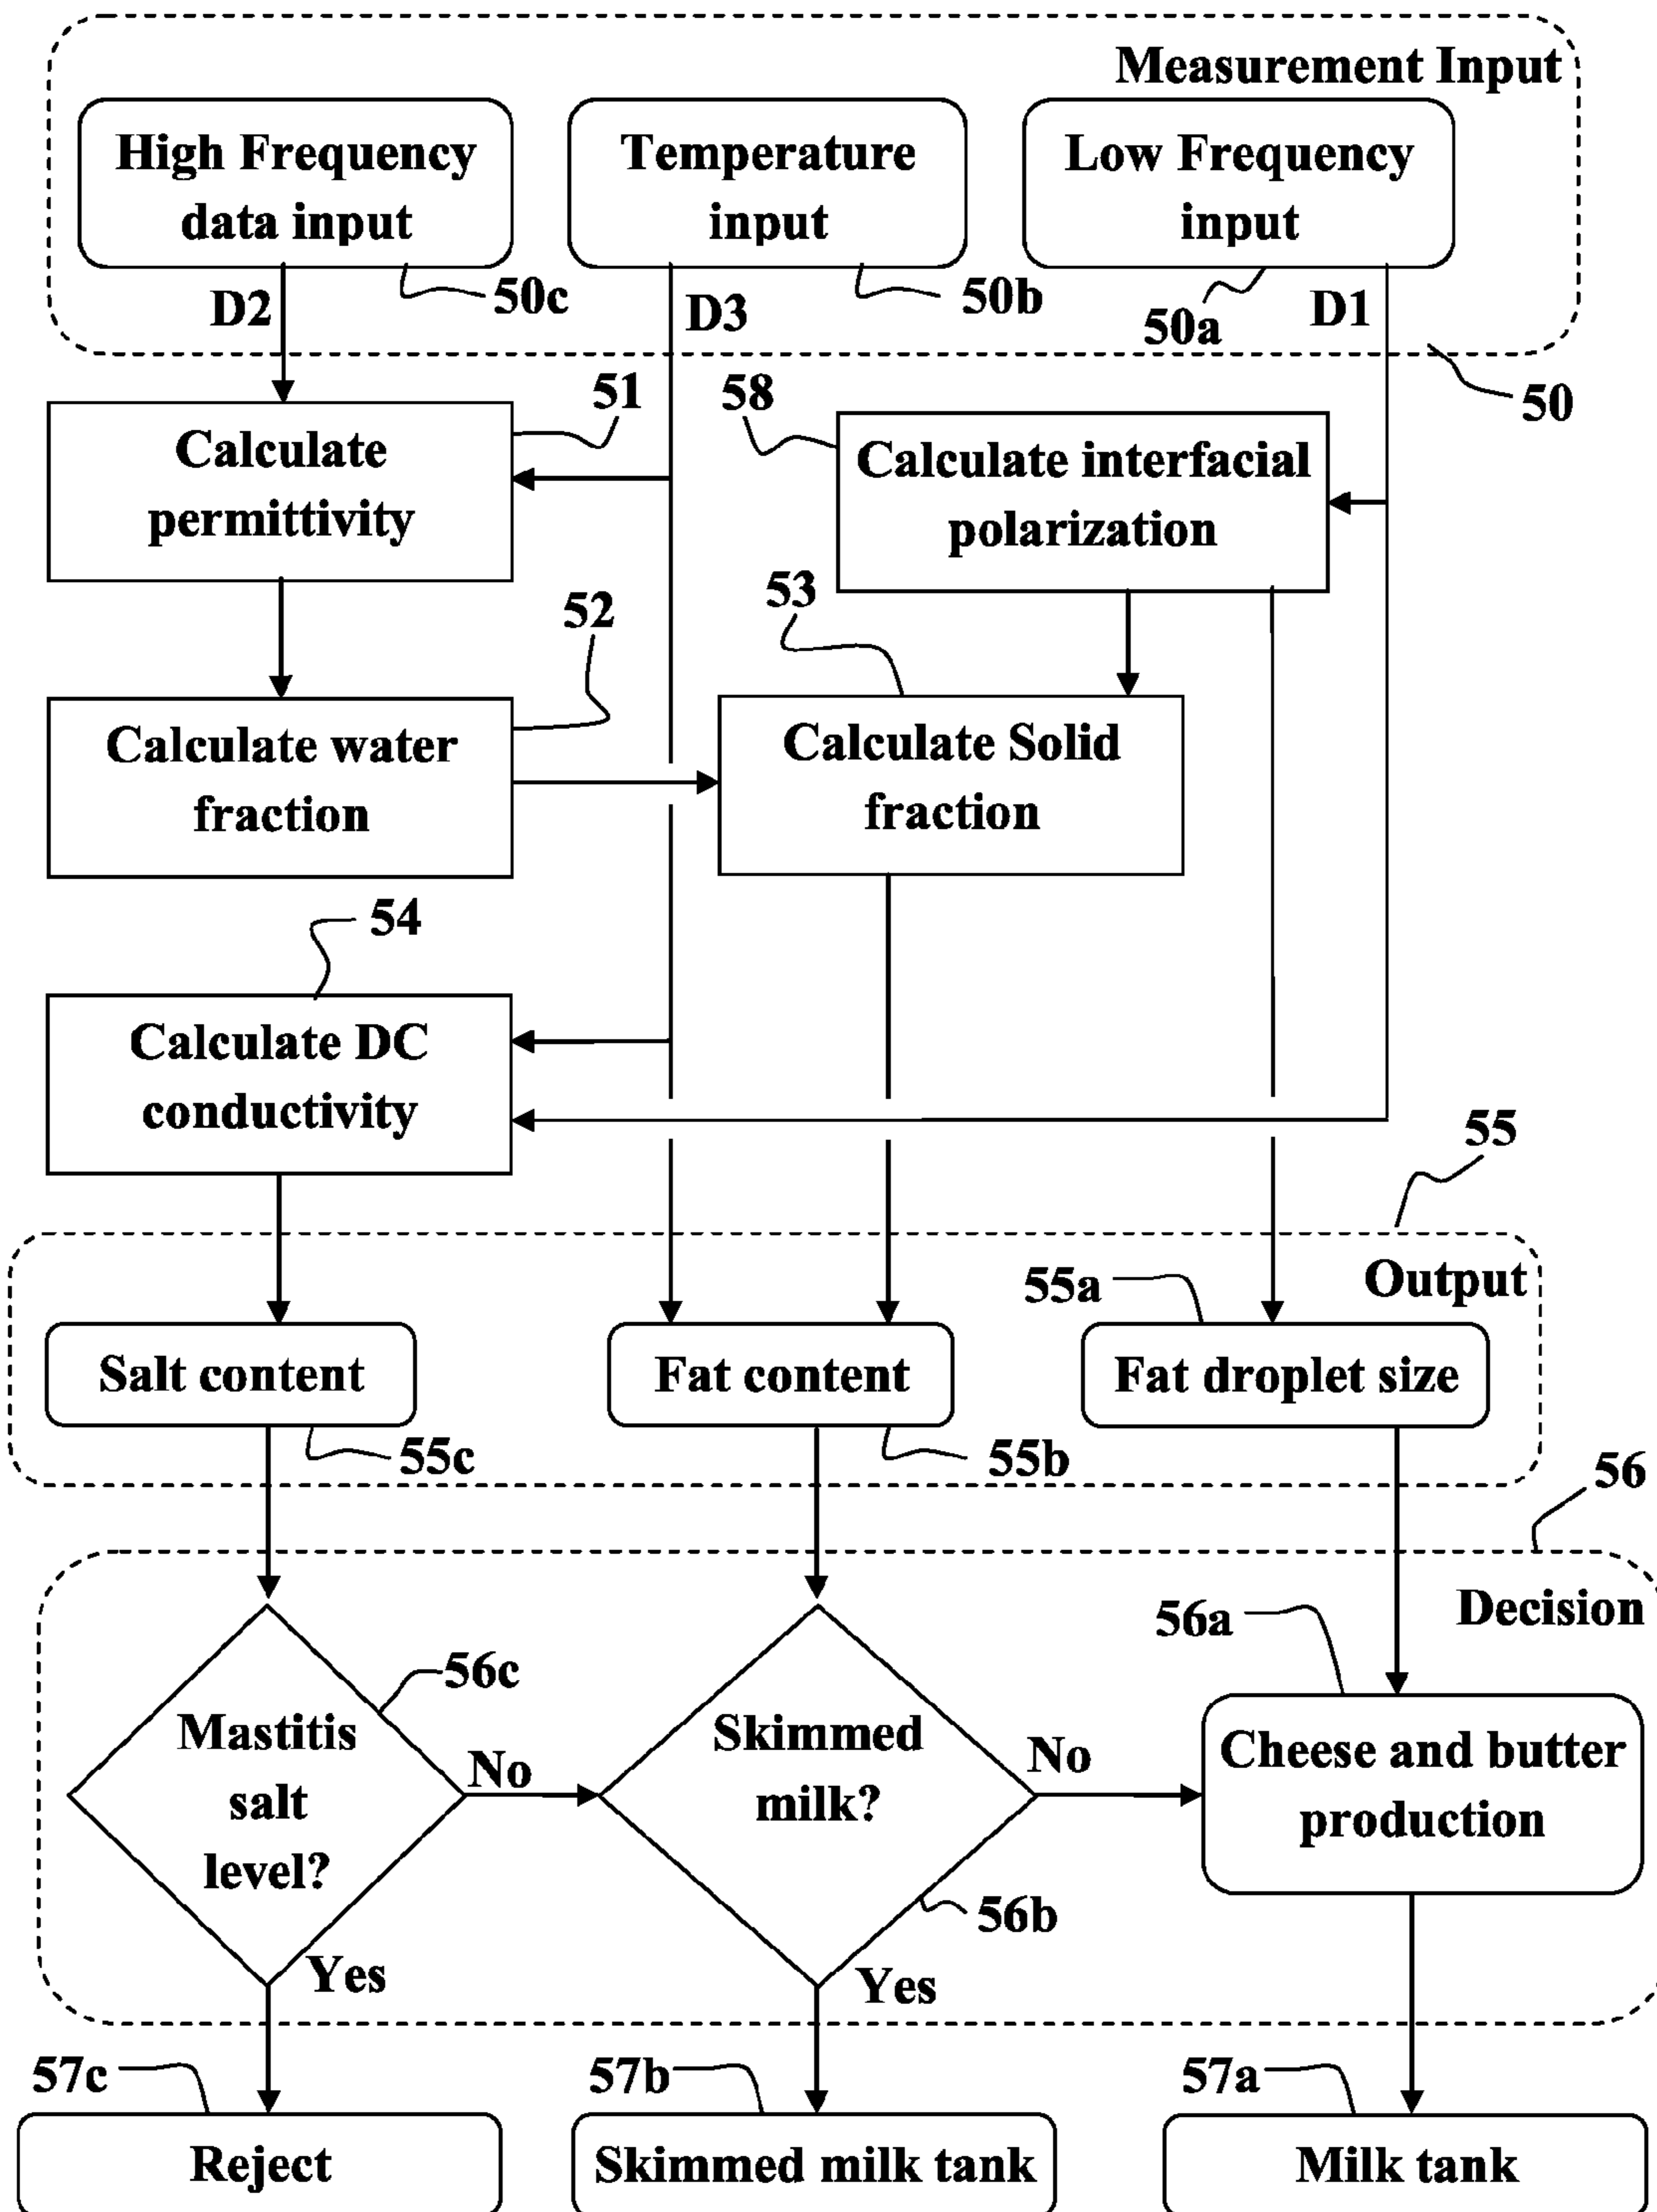 Measurement Input
High Frequency
data input
Temperature
input
Low Frequency
input
D2
50c
D3
50b
50a
D1
50
51
58
Calculate
permittivity
Calculate interfacial
polarization
52
53
Calculate water
fraction
Calculate Solid
fraction
54
Calculate DC
conductivity
55
Output
55a
Salt content
Fat content
Fat droplet size
55c
55b
56
Decision
56a
56c
Mastitis
salt
level?
No
Skimmed
milk?
No
Cheese and butter
production
56b
Yes
Yes
57c
57b
57a
Reject
Skimmed milk tank
Milk tank